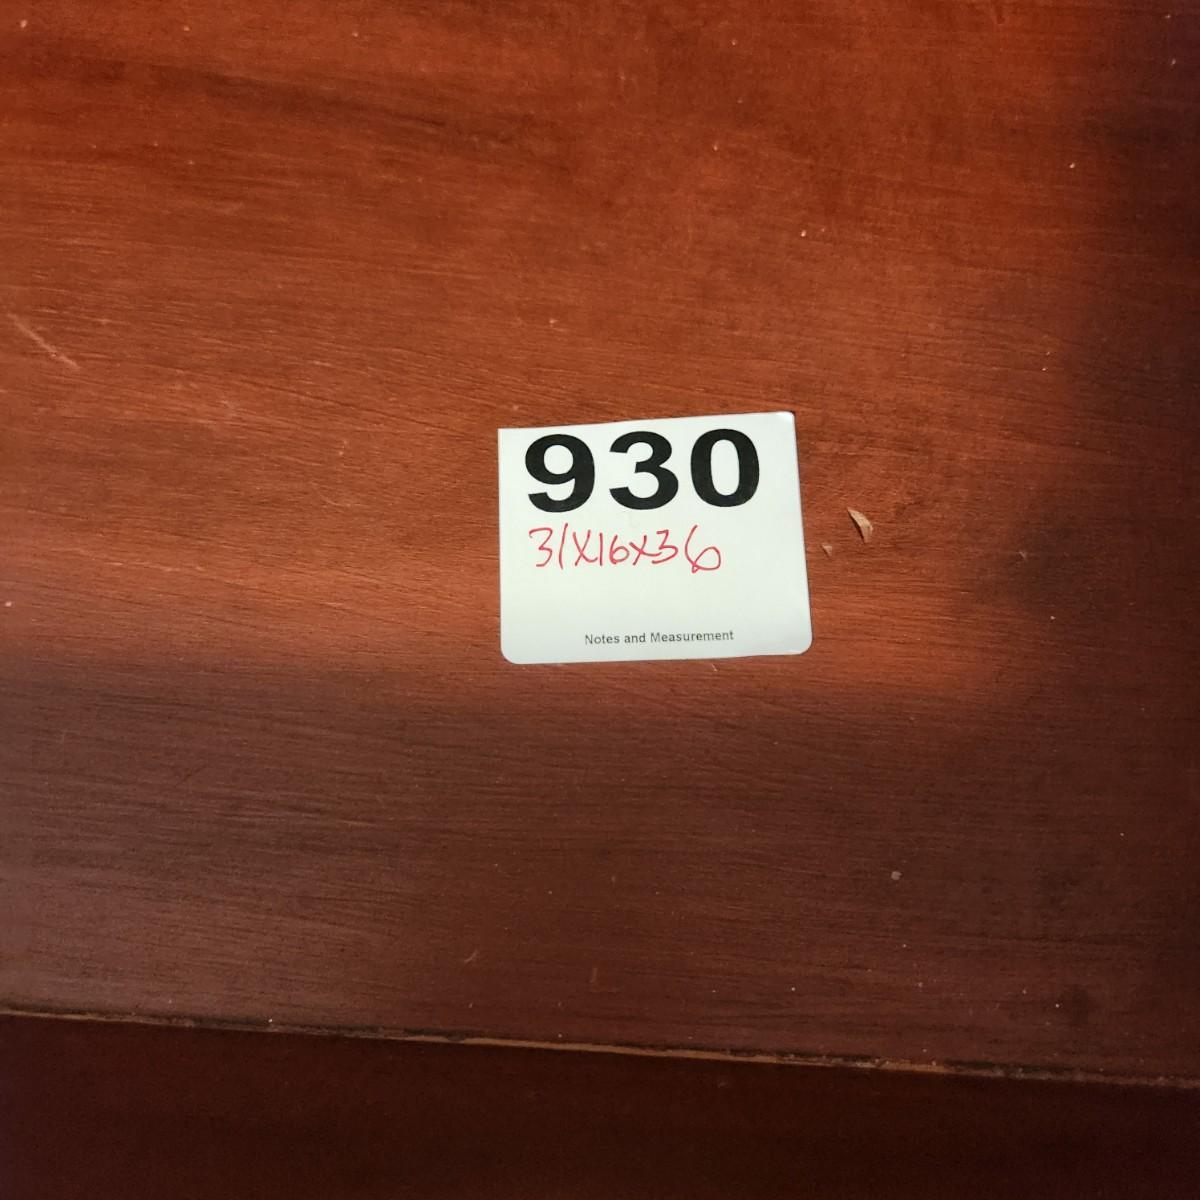 930
31X16X36
Notes and Measurement